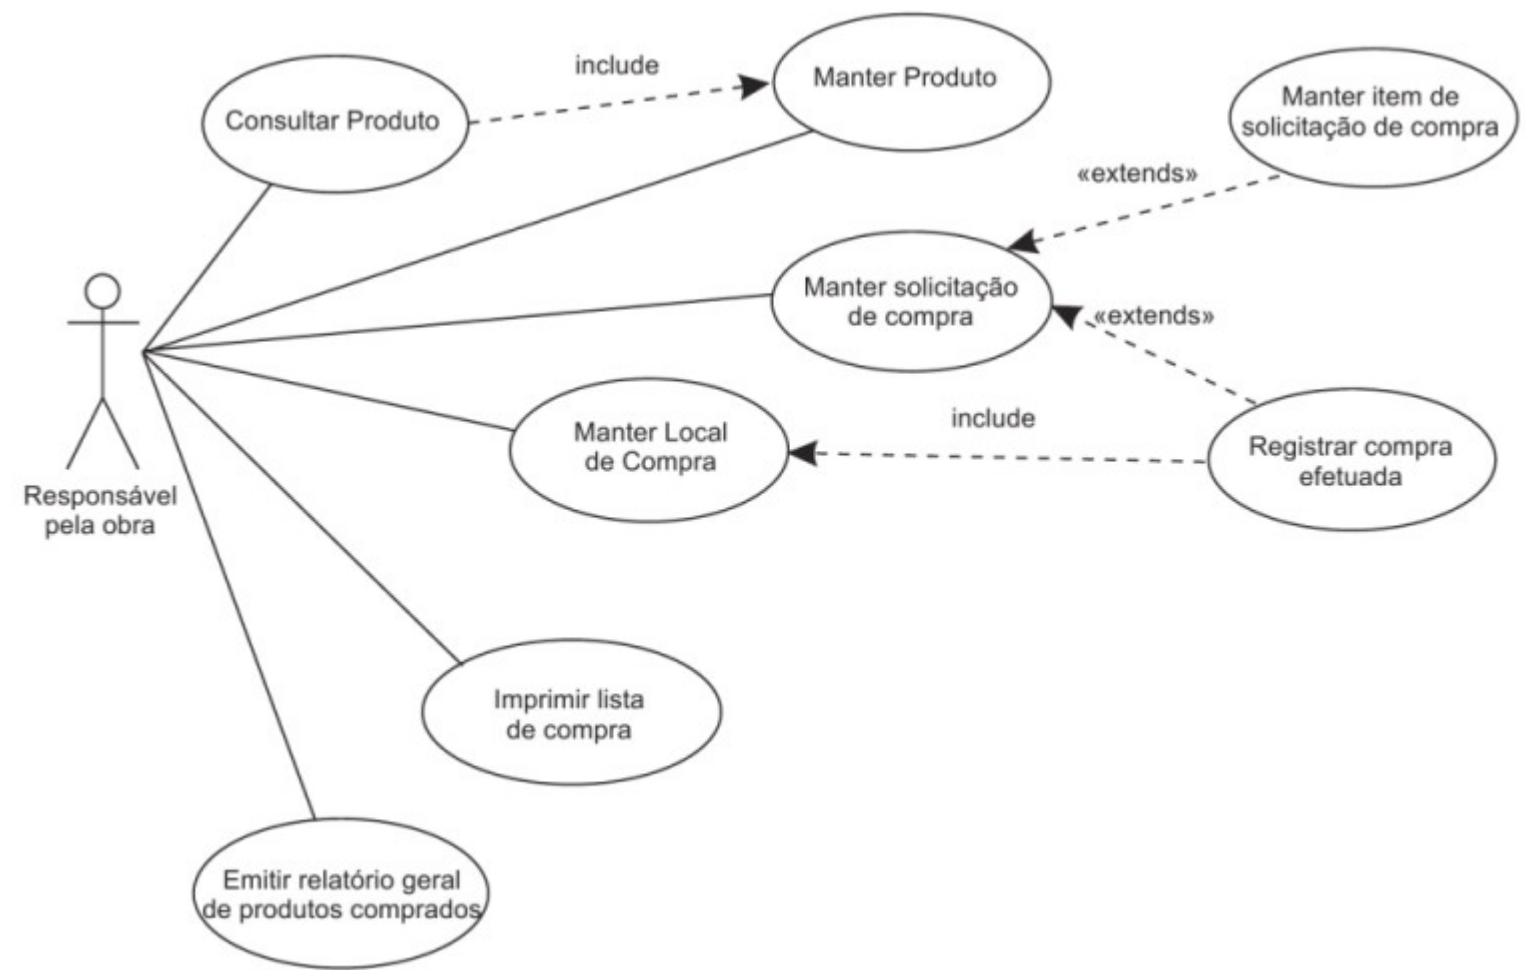 include
Manter Produto
Consultar Produto
Manter item de
solicitação de compra
«extends»
Manter solicitação
de compra
«extends»
include
Manter Local
de Compra
Registrar compra
efetuada
Responsável
pela obra
Imprimir lista
de compra
Emitir relatório geral
de produtos comprados